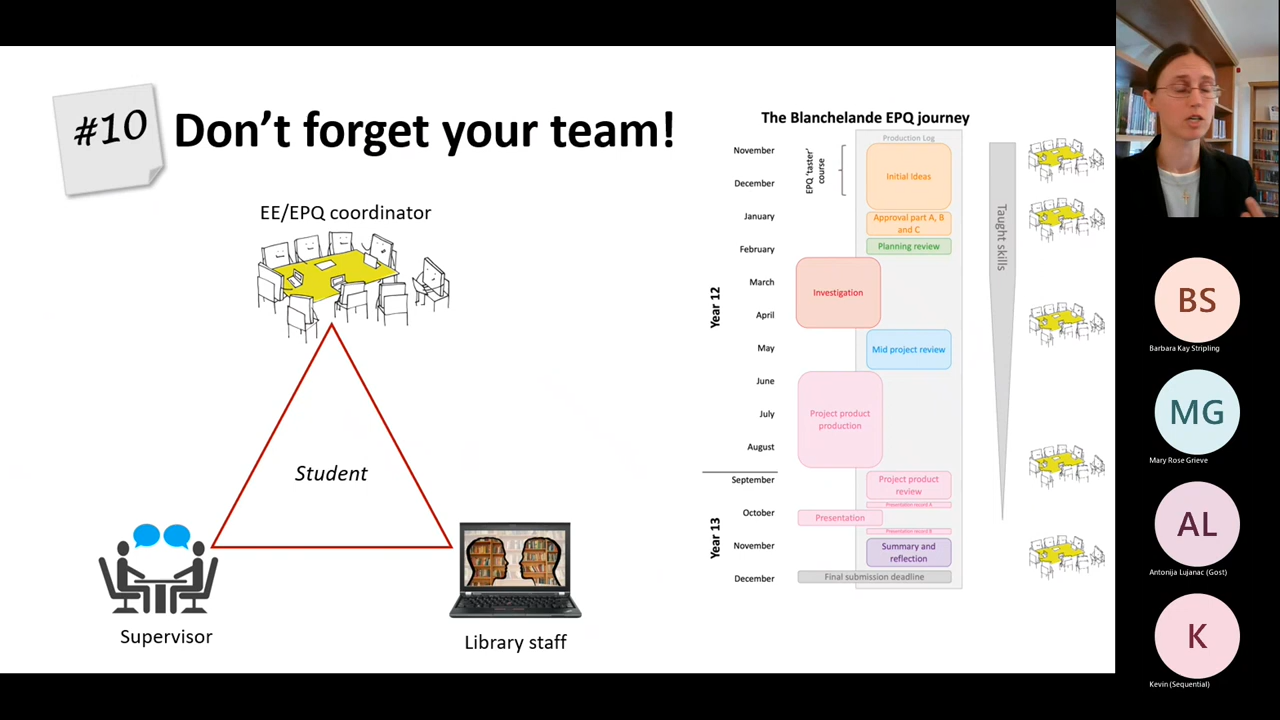 #10
Don't forget your team!
EE/EPQ coordinator
Student
Supervisor
Library staff
The Blanchelande EPQ journey
Production Log
November
December
January
February
March
April
May
June
July
August
September
October
November
December
Year 12
Year 13
EPQ 'taster'
course
Initial Ideas
Approval part A, B
and C
Planning review
Investigation
Mid project review
Project product
production
Project product
review
Presentation record A
Presentation
Presentation record B
Summary and
reflection
Final submission deadline
Taught skills
BS
Barbara Kay Stripling
MG
Mary Rose Grieve
AL
Antonija Lujanac (Gost)
K
Kevin (Sequential)